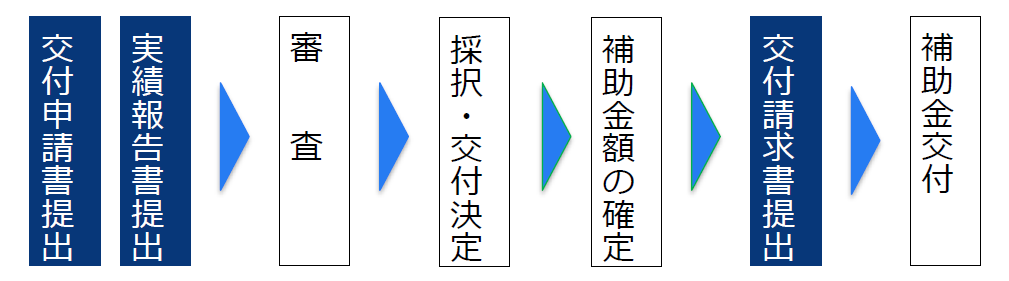 交付申請書提出
実績報告書提出
審　査
採択・交付決定
補助金額の確定
交付請求書提出
補助金交付